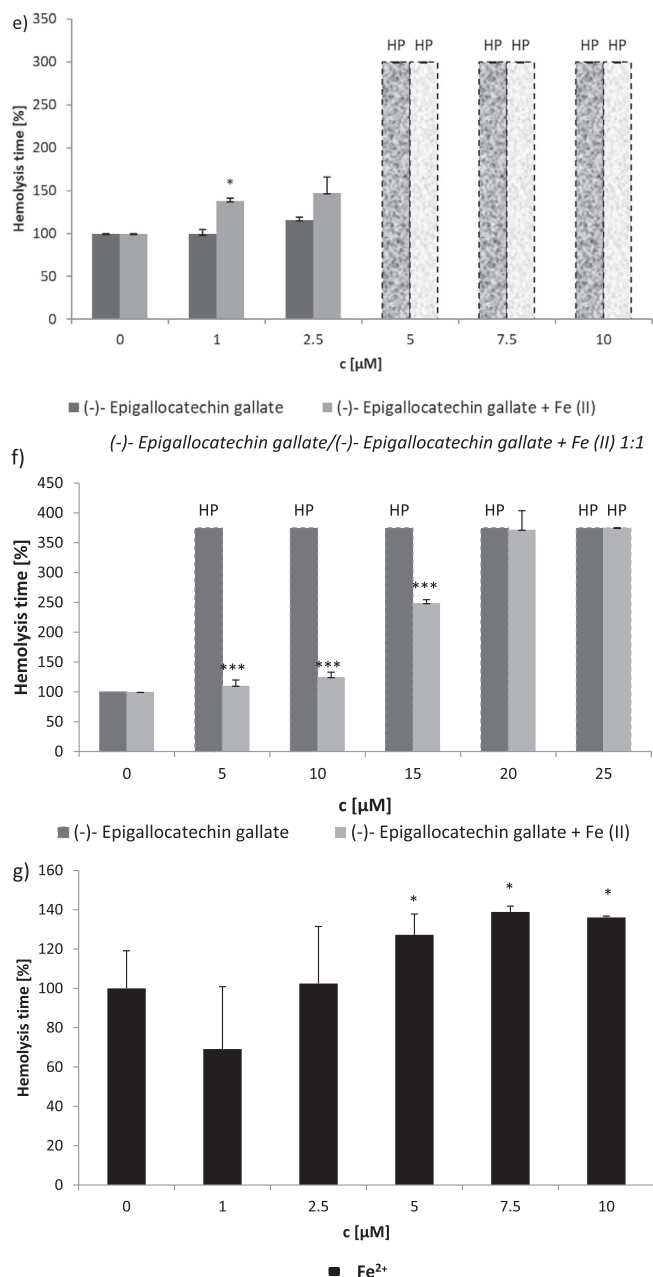 e)
Hemolysis time [%]
350
300
250
200
150
100
50
0
HP HP HP HP HP HP
*
0 1 2.5 5 7.5 10
c [µM]
(-)- Epigallocatechin gallate (-)- Epigallocatechin gallate + Fe (II)
(-)- Epigallocatechin gallate/(-)- Epigallocatechin gallate + Fe (II) 1:1
f)
Hemolysis time [%]
450
400
350
300
250
200
150
100
50
0
HP HP HP HP HP HP
*** *** ***
0 5 10 15 20 25
c [µM]
(-)- Epigallocatechin gallate (-)- Epigallocatechin gallate + Fe (II)
g)
Hemolysis time [%]
160
140
120
100
80
60
40
20
0
* * *
0 1 2.5 5 7.5 10
c [µM]
Fe²⁺